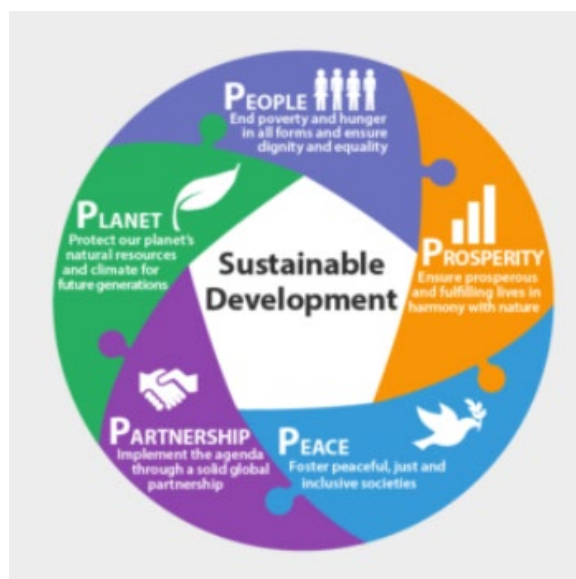 PEOPLE
End poverty and hunger
in all forms and ensure
dignity and equality
PROSPERITY
Ensure prosperous
and fulfilling lives in
harmony with nature
PEACE
Foster peaceful, just and
inclusive societies
PARTNERSHIP
Implement the agenda
through a solid global
partnership
PLANET
Protect our planet's
natural resources
and climate for
future generations
Sustainable
Development